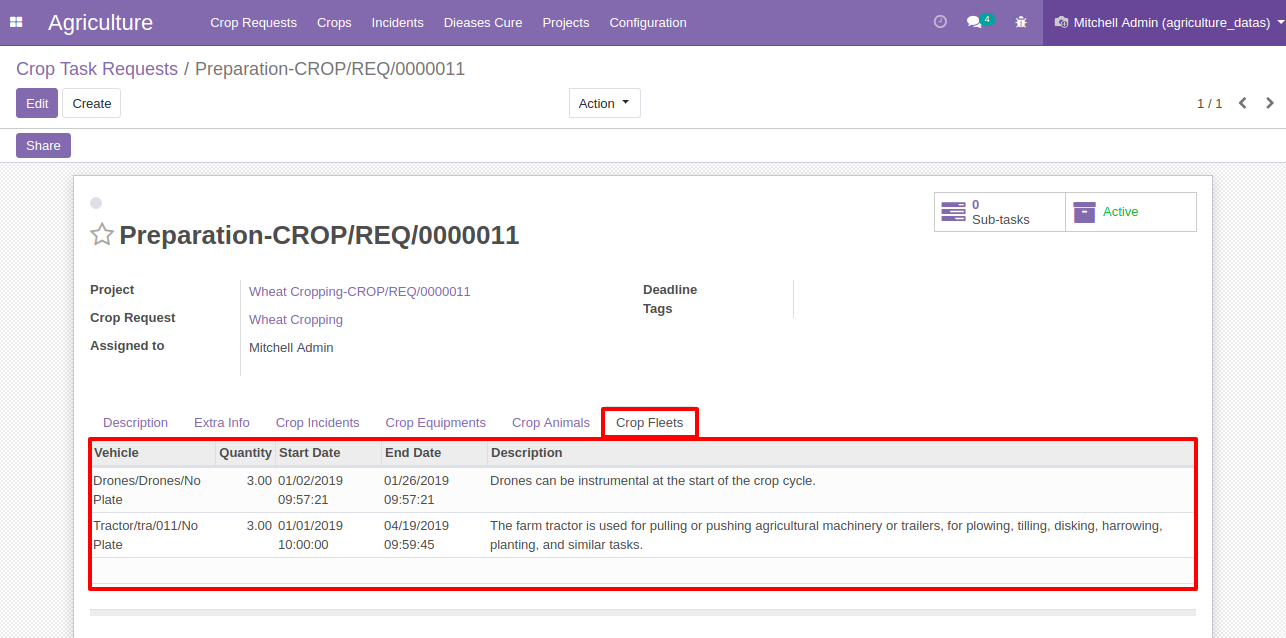 Agriculture Crop Requests Crops Incidents Dieases Cure Projects Configuration 4 Mitchell Admin (agriculture_datas)
Crop Task Requests / Preparation-CROP/REQ/0000011
Edit Create Action 1 / 1
Share
0
Sub-tasks Active
Preparation-CROP/REQ/0000011
Project Wheat Cropping-CROP/REQ/0000011
Crop Request Wheat Cropping
Assigned to Mitchell Admin
Deadline
Tags
Description Extra Info Crop Incidents Crop Equipments Crop Animals Crop Fleets
Vehicle Quantity Start Date End Date Description
Drones/Drones/No 3.00 01/02/2019 01/26/2019 Drones can be instrumental at the start of the crop cycle.
Plate 09:57:21 09:57:21
Tractor/tra/011/No 3.00 01/01/2019 04/19/2019 The farm tractor is used for pulling or pushing agricultural machinery or trailers, for plowing, tilling, disking, harrowing,
Plate 10:00:00 09:59:45 planting, and similar tasks.